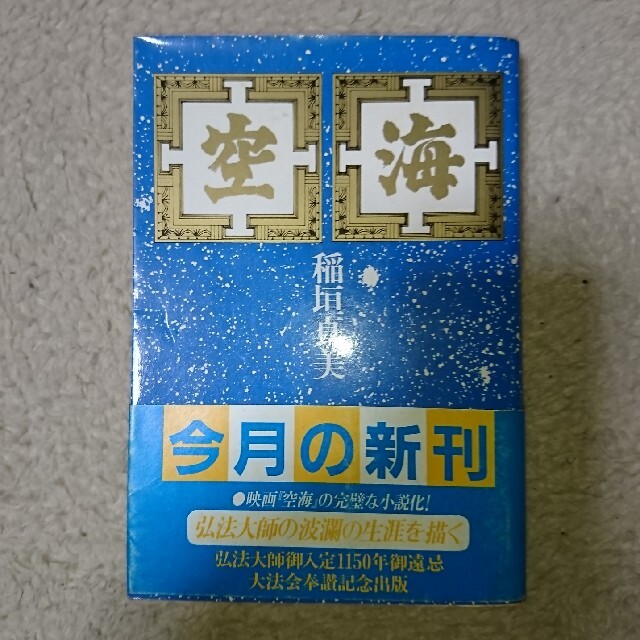 空海
稲垣真美
今月の新刊
●映画『空海』の完璧な小説化!
弘法大師の波瀾の生涯を描く
弘法大師御入定1150年御遠忌
大法会奉讃記念出版